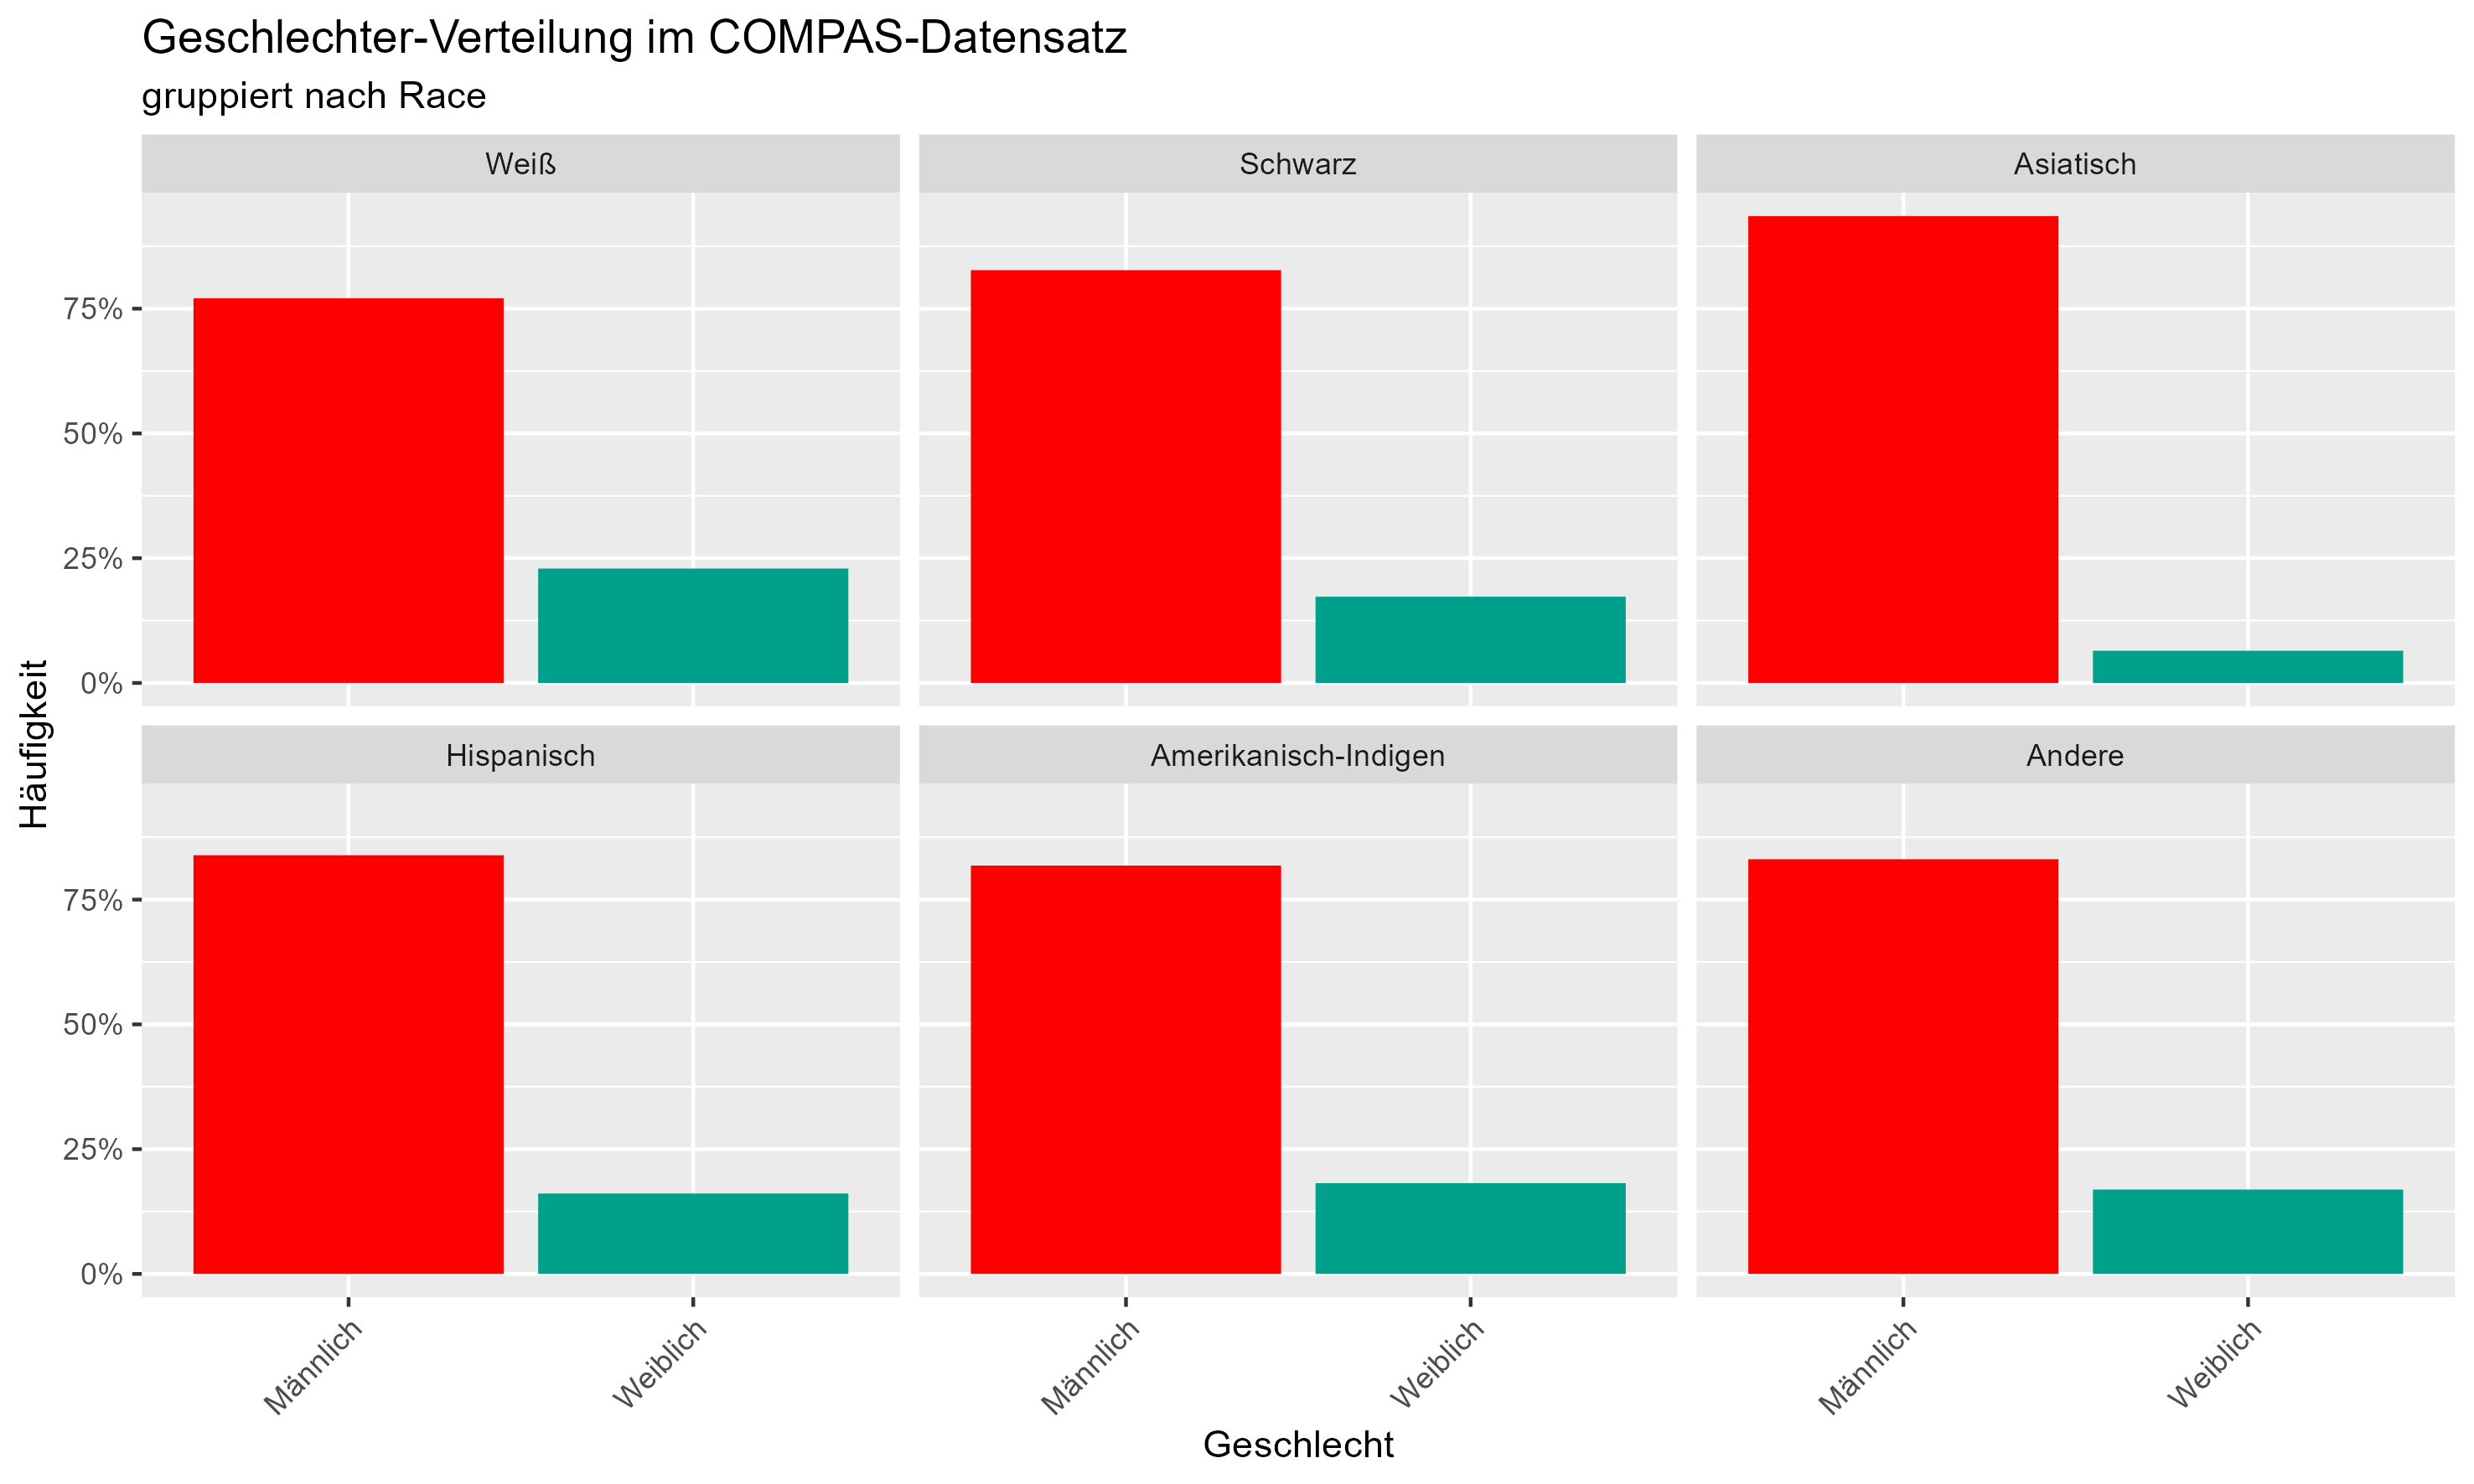 Geschlechter-Verteilung im COMPAS-Datensatz
gruppiert nach Race
Weiß
Schwarz
Asiatisch
75%
50%
25%
0%
Häufigkeit
Hispanisch
Amerikanisch-Indigen
Andere
75%
50%
25%
0%
Männlich
Weiblich
Männlich
Weiblich
Männlich
Weiblich
Geschlecht